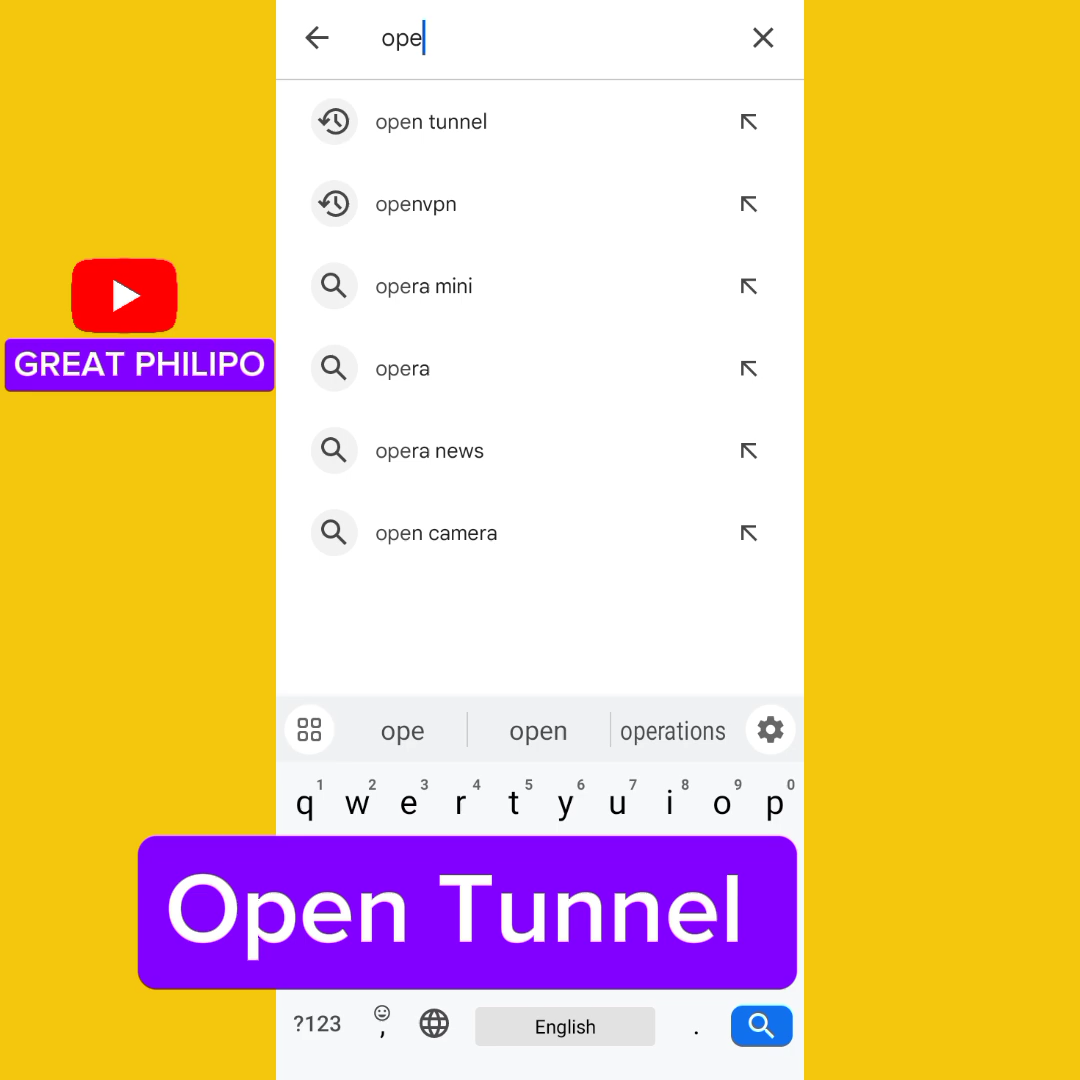 ope
open tunnel
openvpn
opera mini
GREAT PHILIPO
opera
opera news
open camera
ope open operations
1 2 3 4 5 6 7 8 9 0
q w e r t y u i o p
Open Tunnel
?123 , English .